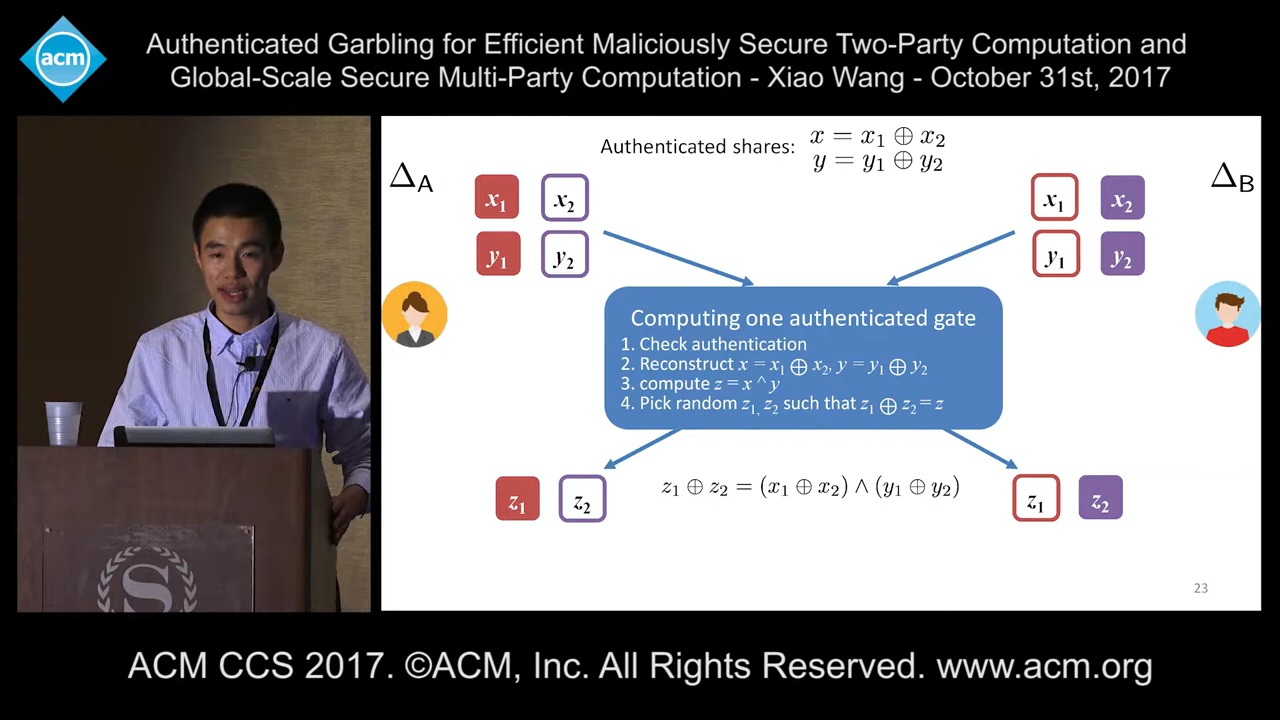 acm
Authenticated Garbling for Efficient Maliciously Secure Two-Party Computation and
Global-Scale Secure Multi-Party Computation - Xiao Wang - October 31st, 2017
Authenticated shares: x = x₁ ⊕ x₂
y = y₁ ⊕ y₂
Δ_A
Δ_B
x₁ x₂
x₁ x₂
y₁ y₂
y₁ y₂
Computing one authenticated gate
1. Check authentication
2. Reconstruct x = x₁ ⊕ x₂, y = y₁ ⊕ y₂
3. compute z = x ^ y
4. Pick random z₁, z₂ such that z₁ ⊕ z₂ = z
z₁ z₂
z₁ ⊕ z₂ = (x₁ ⊕ x₂) ∧ (y₁ ⊕ y₂)
z₁ z₂
23
S
ACM CCS 2017. ©ACM, Inc. All Rights Reserved. www.acm.org